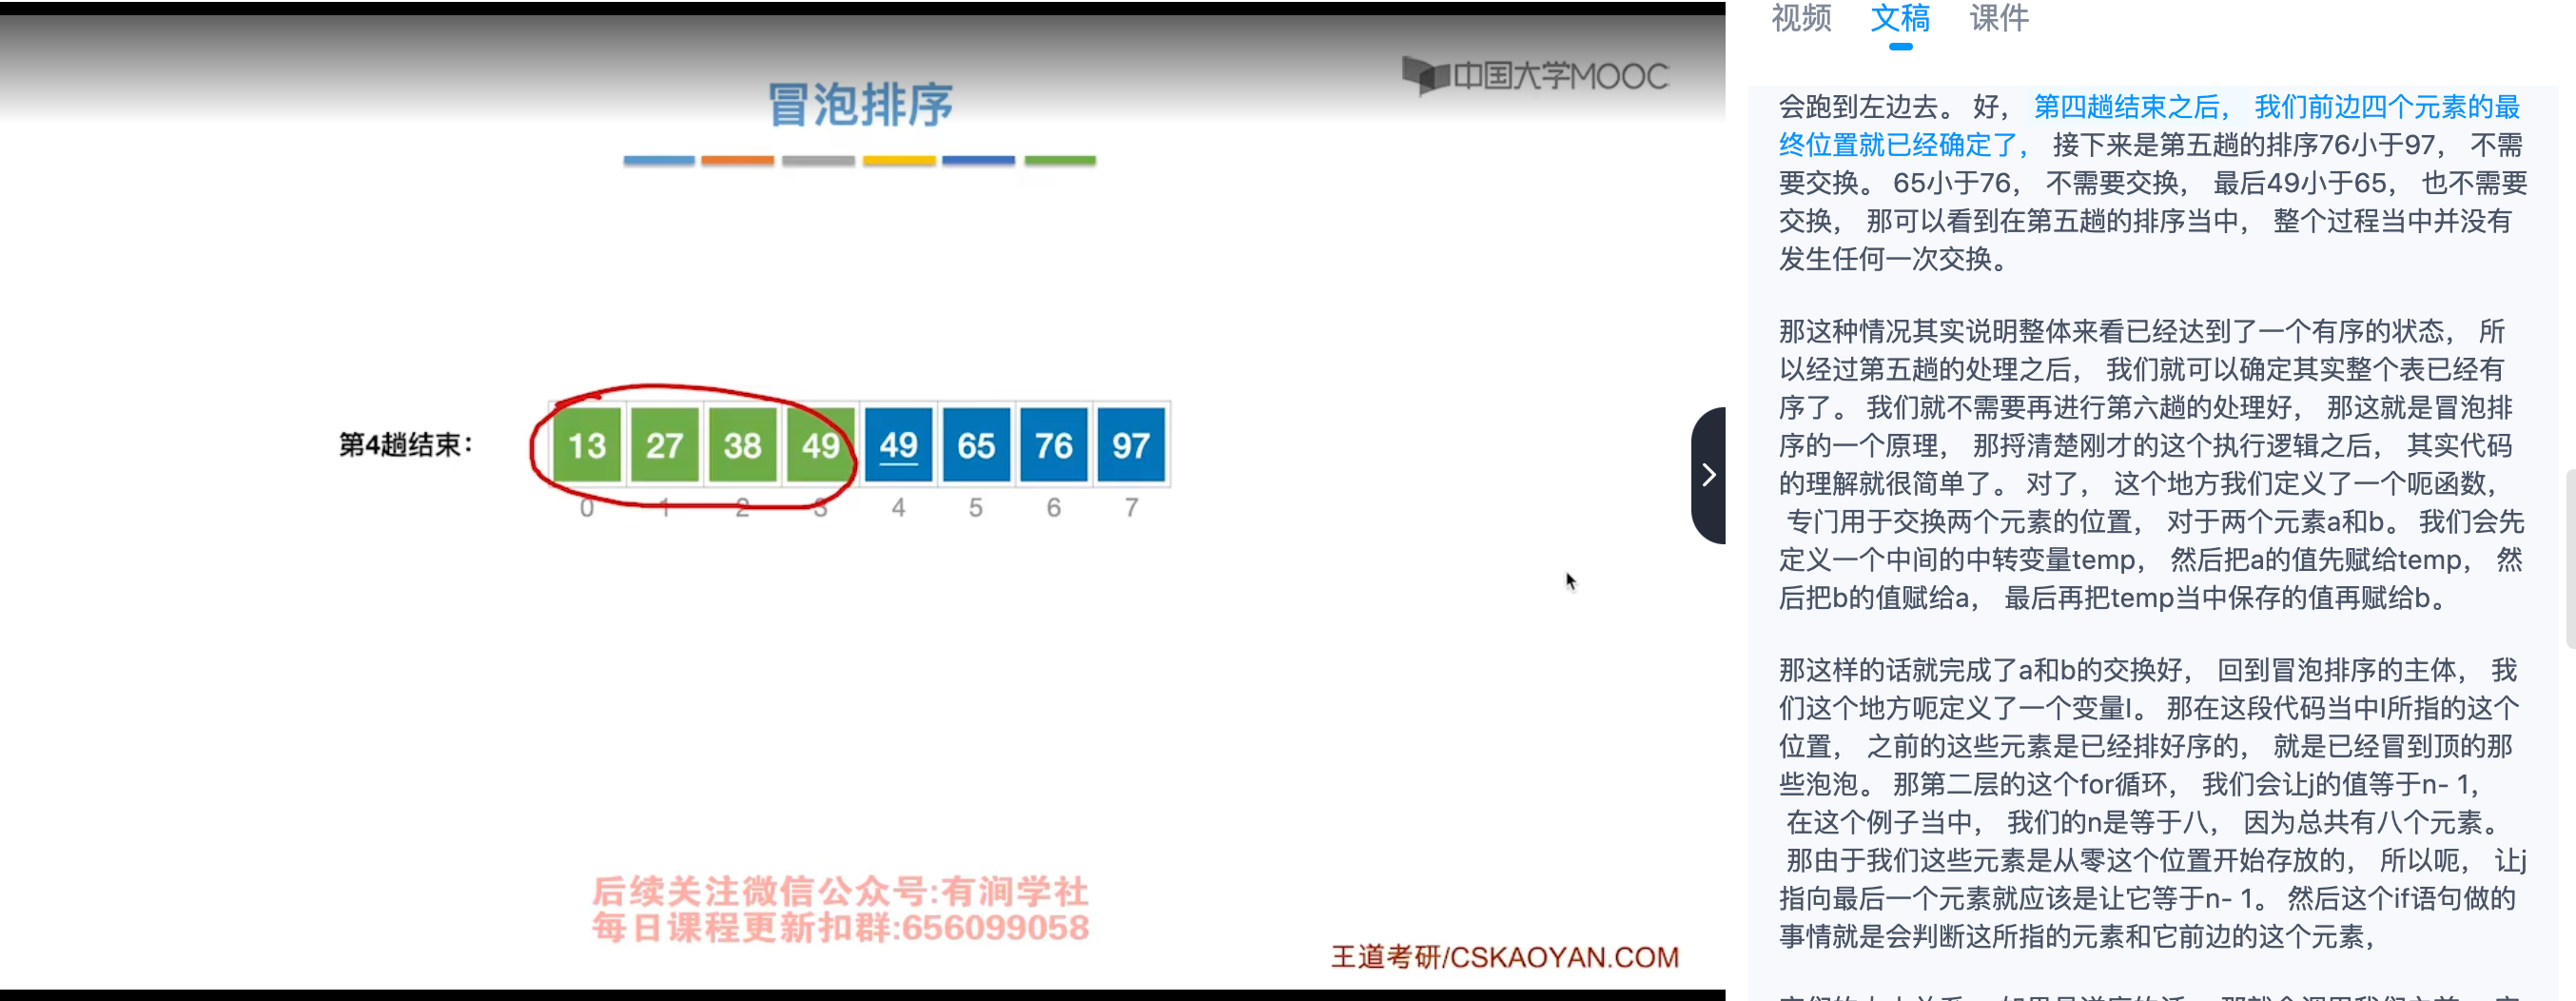 冒泡排序
中国大学MOOC
第4趟结束：
13 27 38 49 49 65 76 97
0 1 2 3 4 5 6 7
后续关注微信公众号:有涧学社
每日课程更新扣群:656099058
王道考研/CSKAOYAN.COM
视频 文稿 课件
会跑到左边去。 好， 第四趟结束之后， 我们前边四个元素的最
终位置就已经确定了， 接下来是第五趟的排序76小于97， 不需
要交换。 65小于76， 不需要交换， 最后49小于65， 也不需要
交换， 那可以看到在第五趟的排序当中， 整个过程当中并没有
发生任何一次交换。
那这种情况其实说明整体来看已经达到了一个有序的状态， 所
以经过第五趟的处理之后， 我们就可以确定其实整个表已经有
序了。 我们就不需要再进行第六趟的处理好， 那这就是冒泡排
序的一个原理， 那捋清楚刚才的这个执行逻辑之后， 其实代码
的理解就很简单了。 对了， 这个地方我们定义了一个呃函数，
专门用于交换两个元素的位置， 对于两个元素a和b。 我们会先
定义一个中间的中转变量temp， 然后把a的值先赋给temp， 然
后把b的值赋给a， 最后再把temp当中保存的值再赋给b。
那这样的话就完成了a和b的交换好， 回到冒泡排序的主体， 我
们这个地方呃定义了一个变量I。 那在这段代码当中I所指的这个
位置， 之前的这些元素是已经排好序的， 就是已经冒到顶的那
些泡泡。 那第二层的这个for循环， 我们会让j的值等于n- 1，
在这个例子当中， 我们的n是等于八， 因为总共有八个元素。
那由于我们这些元素是从零这个位置开始存放的， 所以呃， 让j
指向最后一个元素就应该是让它等于n- 1。 然后这个if语句做的
事情就是会判断这所指的元素和它前边的这个元素，